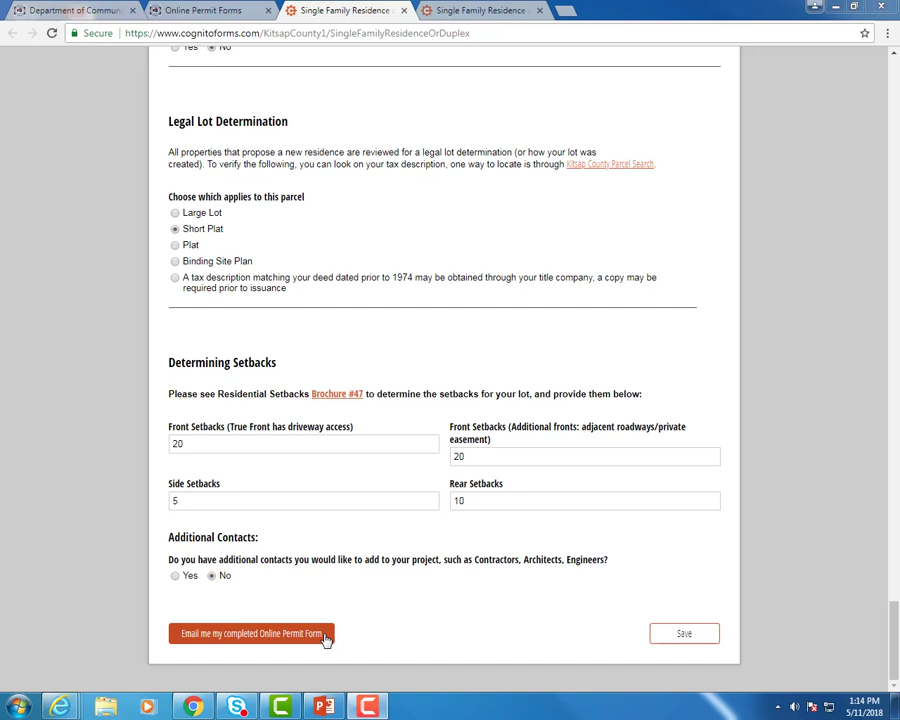 Department of Commun
Online Permit Forms
Single Family Residence o
Single Family Residence o
Secure
https://www.cognitoforms.com/KitsapCounty1/SingleFamilyResidenceOrDuplex
Yes No
Legal Lot Determination
All properties that propose a new residence are reviewed for a legal lot determination (or how your lot was
created). To verify the following, you can look on your tax description, one way to locate is through Kitsap County Parcel Search.
Choose which applies to this parcel
Large Lot
Short Plat
Plat
Binding Site Plan
A tax description matching your deed dated prior to 1974 may be obtained through your title company, a copy may be
required prior to issuance
Determining Setbacks
Please see Residential Setbacks Brochure #47 to determine the setbacks for your lot, and provide them below:
Front Setbacks (True Front has driveway access)
20
Front Setbacks (Additional fronts: adjacent roadways/private
easement)
20
Side Setbacks
5
Rear Setbacks
10
Additional Contacts:
Do you have additional contacts you would like to add to your project, such as Contractors, Architects, Engineers?
Yes No
Email me my completed Online Permit Form
Save
1:14 PM
5/11/2018